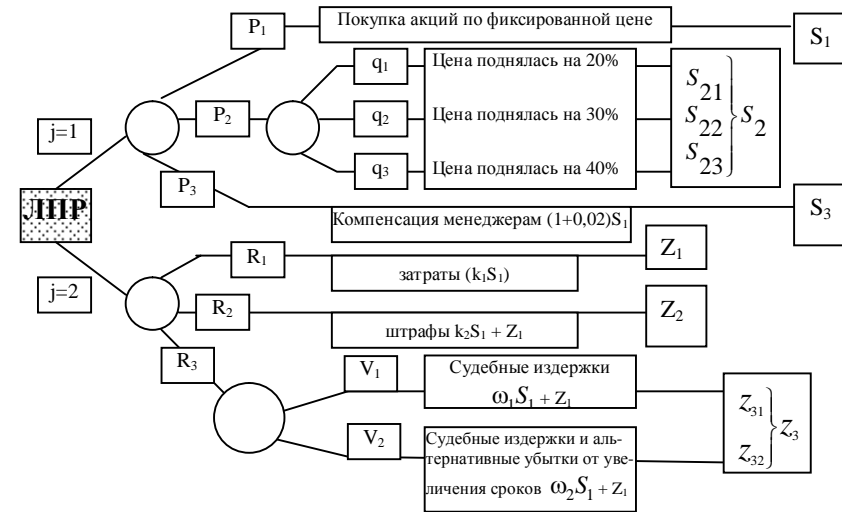 P₁
Покупка акций по фиксированной цене
S₁
q₁
Цена поднялась на 20%
S₂₁
j=1
P₂
q₂
Цена поднялась на 30%
S₂₂
S₂
q₃
Цена поднялась на 40%
S₂₃
P₃
ЛПР
Компенсация менеджерам (1+0,02)S₁
S₃
R₁
затраты (k₁S₁)
Z₁
j=2
R₂
штрафы k₂S₁ + Z₁
Z₂
R₃
V₁
Судебные издержки
ω₁S₁ + Z₁
z₃₁
V₂
Судебные издержки и аль-
тернативные убытки от уве-
личения сроков ω₂S₁ + Z₁
z₃₂
z₃